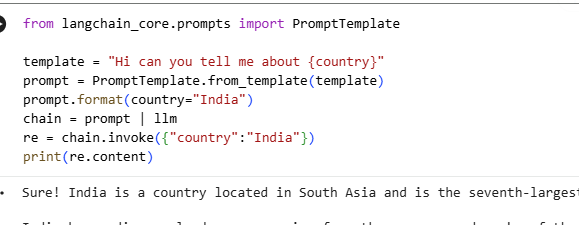 from langchain_core.prompts import PromptTemplate
template = "Hi can you tell me about {country}"
prompt = PromptTemplate.from_template(template)
prompt.format(country="India")
chain = prompt | llm
re = chain.invoke({"country":"India"})
print(re.content)
Sure! India is a country located in South Asia and is the seventh-largest